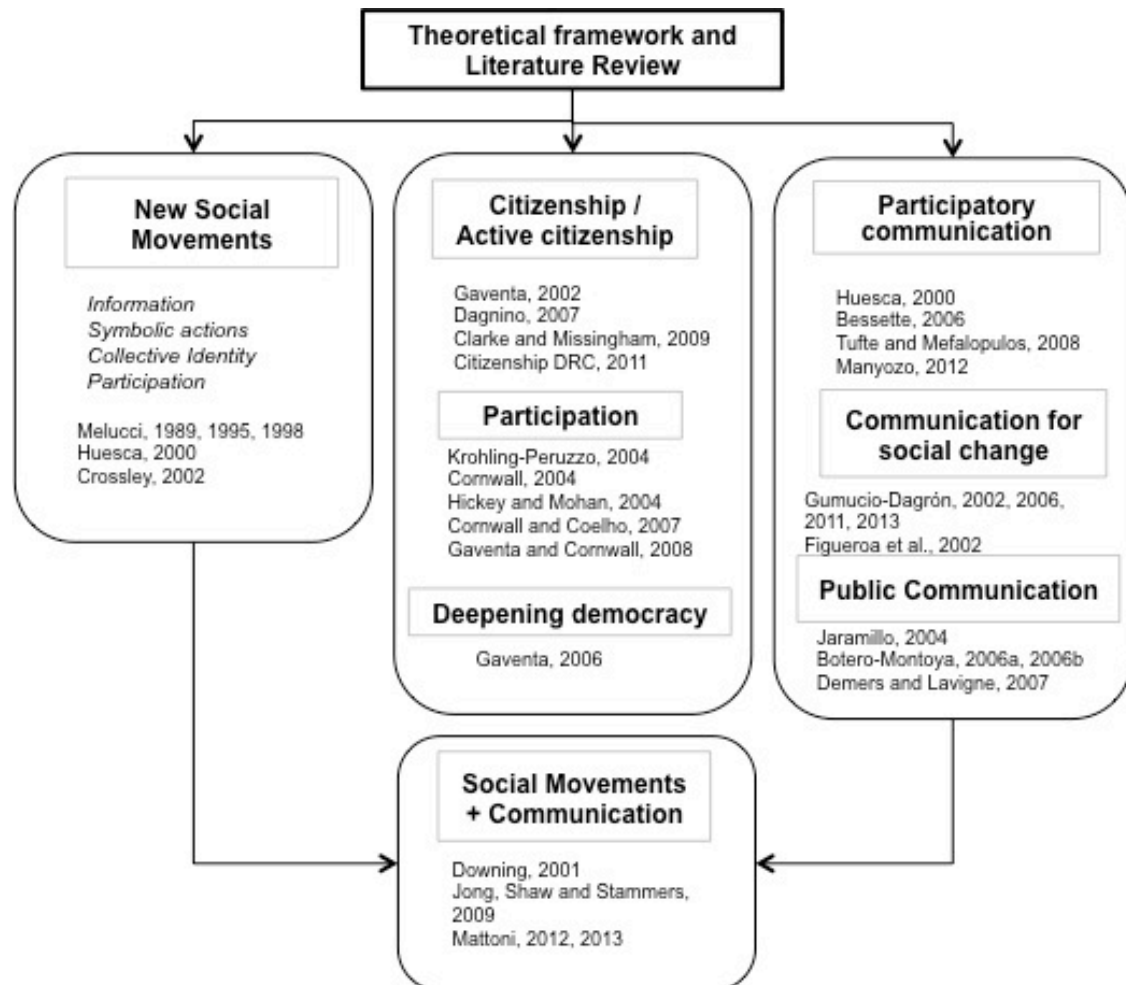 Theoretical framework and
Literature Review
New Social
Movements
Information
Symbolic actions
Collective Identity
Participation
Melucci, 1989, 1995, 1998
Huesca, 2000
Crossley, 2002
Citizenship /
Active citizenship
Gaventa, 2002
Dagnino, 2007
Clarke and Missingham, 2009
Citizenship DRC, 2011
Participation
Krohling-Peruzzo, 2004
Cornwall, 2004
Hickey and Mohan, 2004
Cornwall and Coelho, 2007
Gaventa and Cornwall, 2008
Deepening democracy
Gaventa, 2006
Participatory
communication
Huesca, 2000
Bessette, 2006
Tufte and Mefalopulos, 2008
Manyozo, 2012
Communication for
social change
Gumucio-Dagrón, 2002, 2006,
2011, 2013
Figueroa et al., 2002
Public Communication
Jaramillo, 2004
Botero-Montoya, 2006a, 2006b
Demers and Lavigne, 2007
Social Movements
+ Communication
Downing, 2001
Jong, Shaw and Stammers,
2009
Mattoni, 2012, 2013